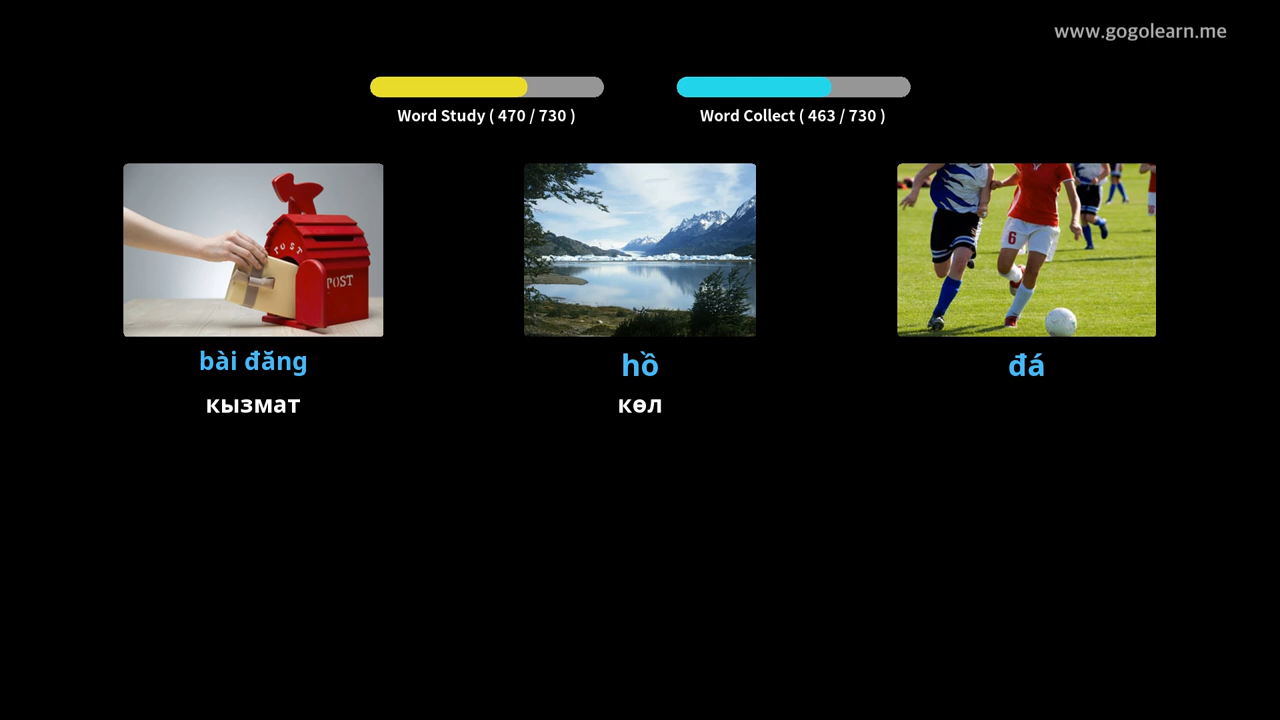 www.gogolearn.me
Word Study ( 470 / 730 )
Word Collect ( 463 / 730 )
POST
POST
bài đăng
hồ
đá
кызмат
көл
6